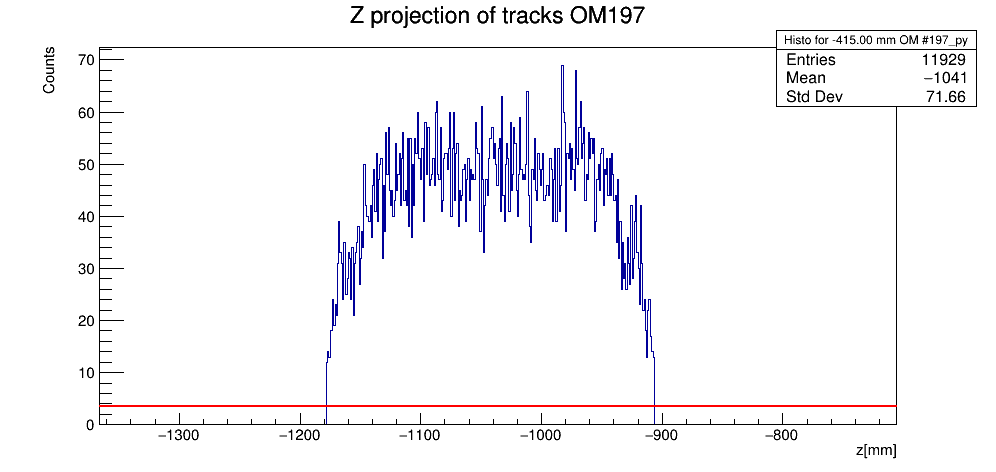 Z projection of tracks OM197
Histo for -415.00 mm OM #197_py
Entries 11929
Mean −1041
Std Dev 71.66
Counts
70
60
50
40
30
20
10
0
−1300 −1200 −1100 −1000 −900 −800
z[mm]